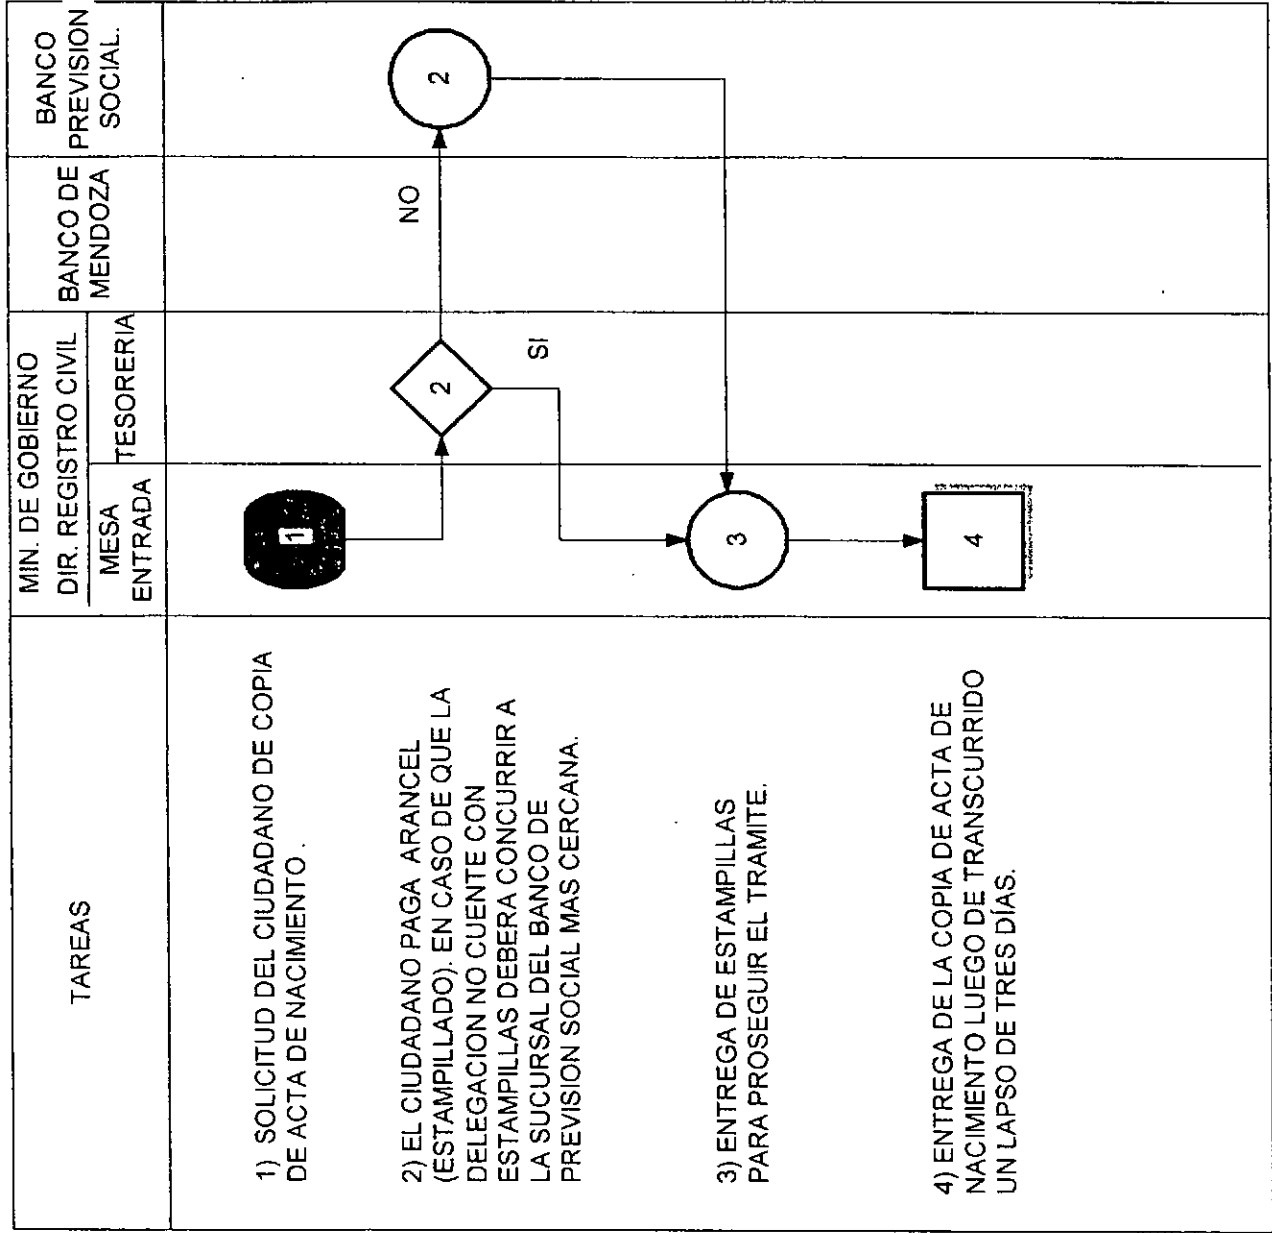 TAREAS
MIN. DE GOBIERNO
DIR. REGISTRO CIVIL
MESA
ENTRADA
TESORERIA
BANCO DE
MENDOZA
BANCO
PREVISION
SOCIAL.
1) SOLICITUD DEL CIUDADANO DE COPIA
DE ACTA DE NACIMIENTO .
2) EL CIUDADANO PAGA ARANCEL
(ESTAMPILLADO). EN CASO DE QUE LA
DELEGACION NO CUENTE CON
ESTAMPILLAS DEBERA CONCURRIR A
LA SUCURSAL DEL BANCO DE
PREVISION SOCIAL MAS CERCANA.
3) ENTREGA DE ESTAMPILLAS
PARA PROSEGUIR EL TRAMITE.
4) ENTREGA DE LA COPIA DE ACTA DE
NACIMIENTO LUEGO DE TRANSCURRIDO
UN LAPSO DE TRES DÍAS.
1
2
NO
2
SI
3
4